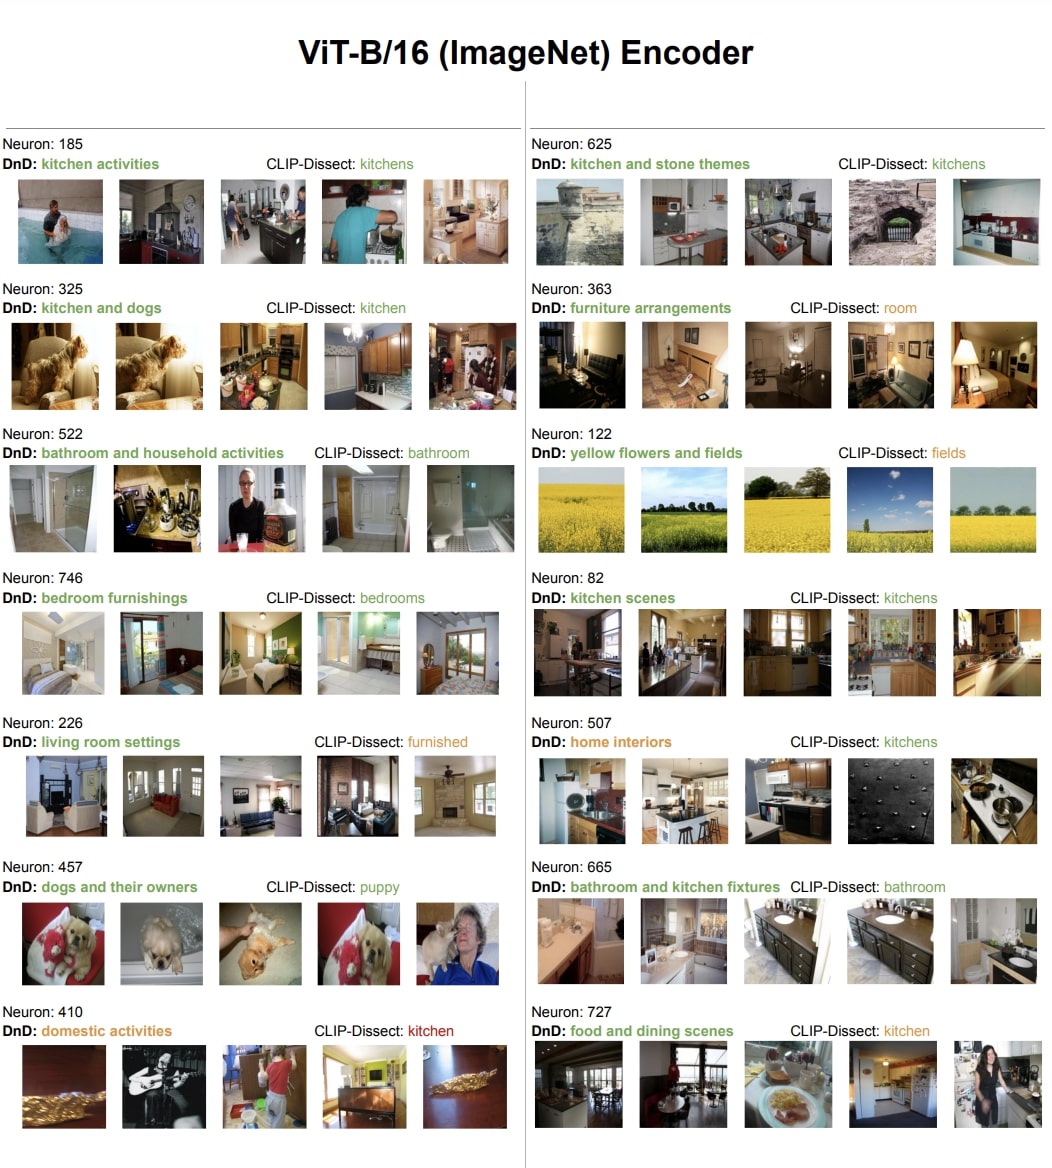 ViT-B/16 (ImageNet) Encoder
Neuron: 185
DnD: kitchen activities CLIP-Dissect: kitchens
Neuron: 325
DnD: kitchen and dogs CLIP-Dissect: kitchen
Neuron: 522
DnD: bathroom and household activities CLIP-Dissect: bathroom
Neuron: 746
DnD: bedroom furnishings CLIP-Dissect: bedrooms
Neuron: 226
DnD: living room settings CLIP-Dissect: furnished
Neuron: 457
DnD: dogs and their owners CLIP-Dissect: puppy
Neuron: 410
DnD: domestic activities CLIP-Dissect: kitchen
Neuron: 625
DnD: kitchen and stone themes CLIP-Dissect: kitchens
Neuron: 363
DnD: furniture arrangements CLIP-Dissect: room
Neuron: 122
DnD: yellow flowers and fields CLIP-Dissect: fields
Neuron: 82
DnD: kitchen scenes CLIP-Dissect: kitchens
Neuron: 507
DnD: home interiors CLIP-Dissect: kitchens
Neuron: 665
DnD: bathroom and kitchen fixtures CLIP-Dissect: bathroom
Neuron: 727
DnD: food and dining scenes CLIP-Dissect: kitchen